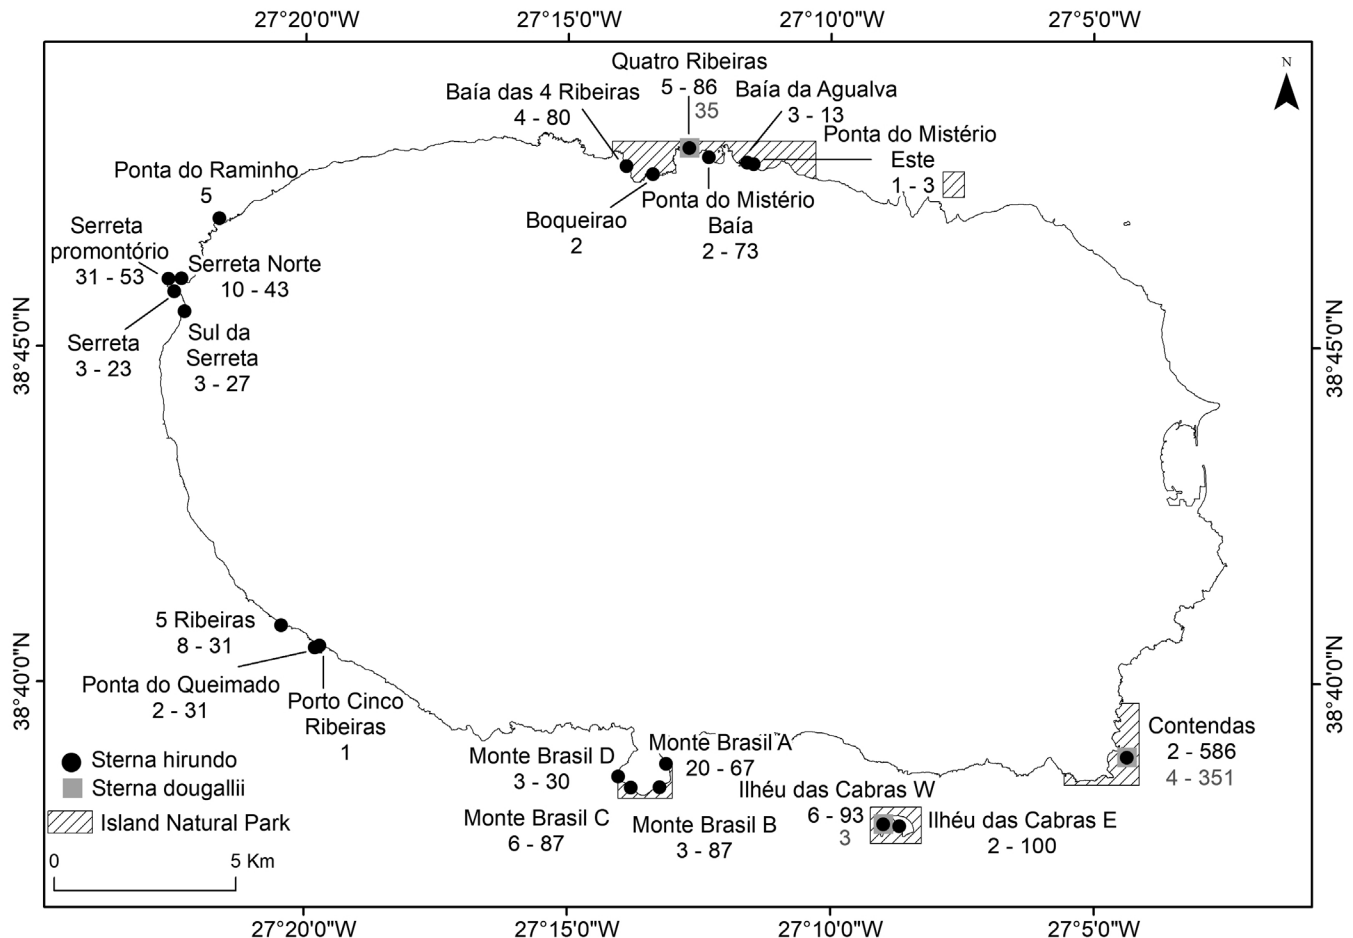 27°20'0"W
27°15'0"W
27°10'0"W
27°5'0"W
N
Quatro Ribeiras
5 - 86
35
Baía das 4 Ribeiras
4 - 80
Baía da Agualva
3 - 13
Ponta do Mistério
Este
1 - 3
Ponta do Raminho
5
Boqueirao
2
Ponta do Mistério
Baía
2 - 73
Serreta
promontório
31 - 53
Serreta Norte
10 - 43
Serreta
3 - 23
Sul da
Serreta
3 - 27
38°45'0"N
38°45'0"N
5 Ribeiras
8 - 31
Ponta do Queimado
2 - 31
Porto Cinco
Ribeiras
1
38°40'0"N
38°40'0"N
Monte Brasil D
3 - 30
Monte Brasil A
20 - 67
Monte Brasil C
6 - 87
Monte Brasil B
3 - 87
Ilhéu das Cabras W
6 - 93
3
Ilhéu das Cabras E
2 - 100
Contendas
2 - 586
4 - 351
Sterna hirundo
Sterna dougallii
Island Natural Park
0
5 Km
27°20'0"W
27°15'0"W
27°10'0"W
27°5'0"W